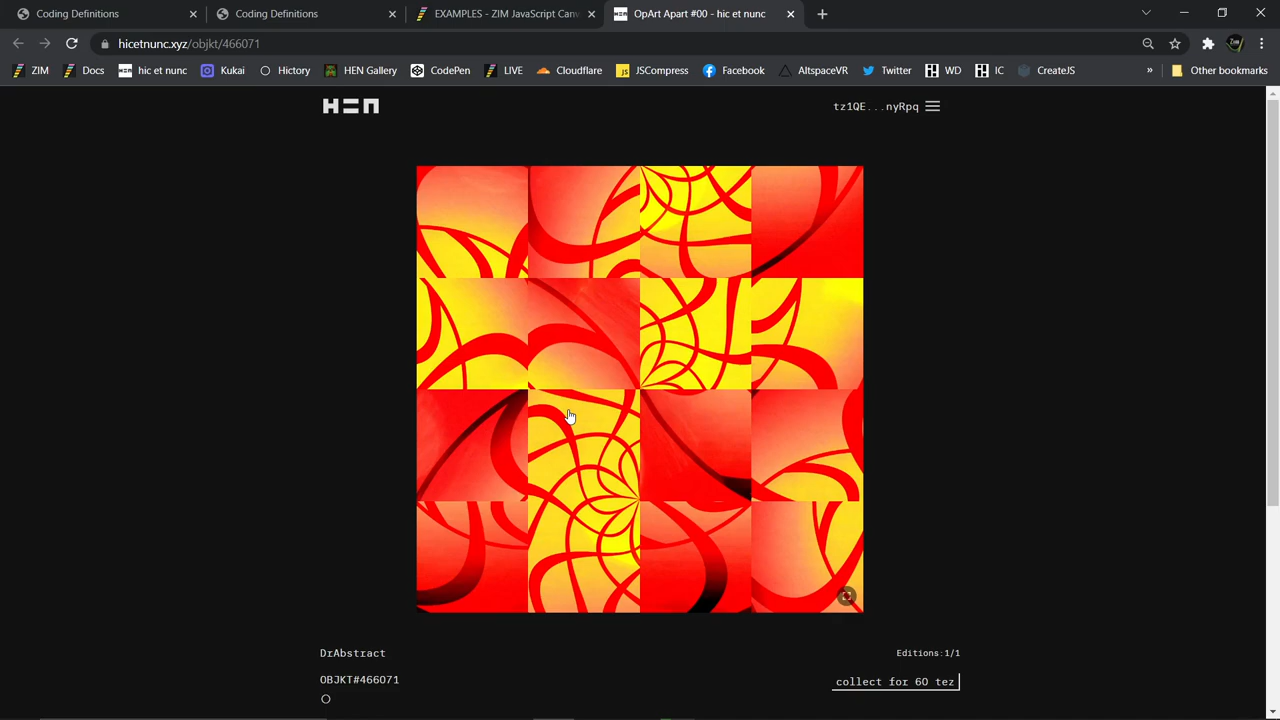 Coding Definitions
Coding Definitions
EXAMPLES - ZIM JavaScript Canv
OpArt Apart #00 - hic et nunc
hicetnunc.xyz/objkt/466071
ZIM
Docs
hic et nunc
Kukai
Hictory
HEN Gallery
CodePen
LIVE
Cloudflare
JSCompress
Facebook
AltspaceVR
Twitter
WD
IC
CreateJS
»
Other bookmarks
tz1QE...nyRpq
DrAbstract
Editions:1/1
OBJKT#466071
collect for 60 tez